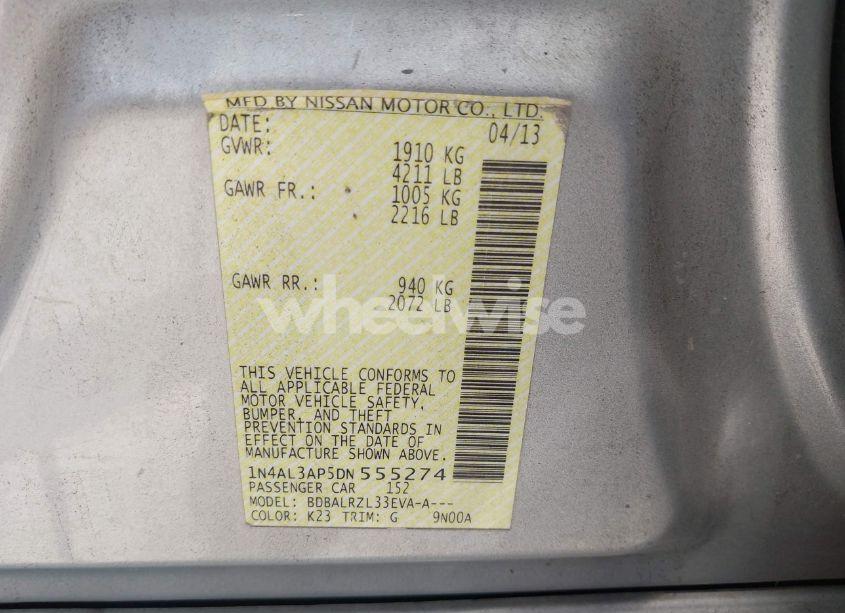 MFD BY NISSAN MOTOR CO., LTD.
DATE: 04/13
GVWR: 1910 KG
4211 LB
GAWR FR.: 1005 KG
2216 LB
GAWR RR.: 940 KG
2072 LB
wheelwise
THIS VEHICLE CONFORMS TO
ALL APPLICABLE FEDERAL
MOTOR VEHICLE SAFETY,
BUMPER, AND THEFT
PREVENTION STANDARDS IN
EFFECT ON THE DATE OF
MANUFACTURE SHOWN ABOVE.
1N4AL3AP5DN 555274
PASSENGER CAR 152
MODEL: BDBALRZL33EVA-A---
COLOR: K23 TRIM: G 9N00A